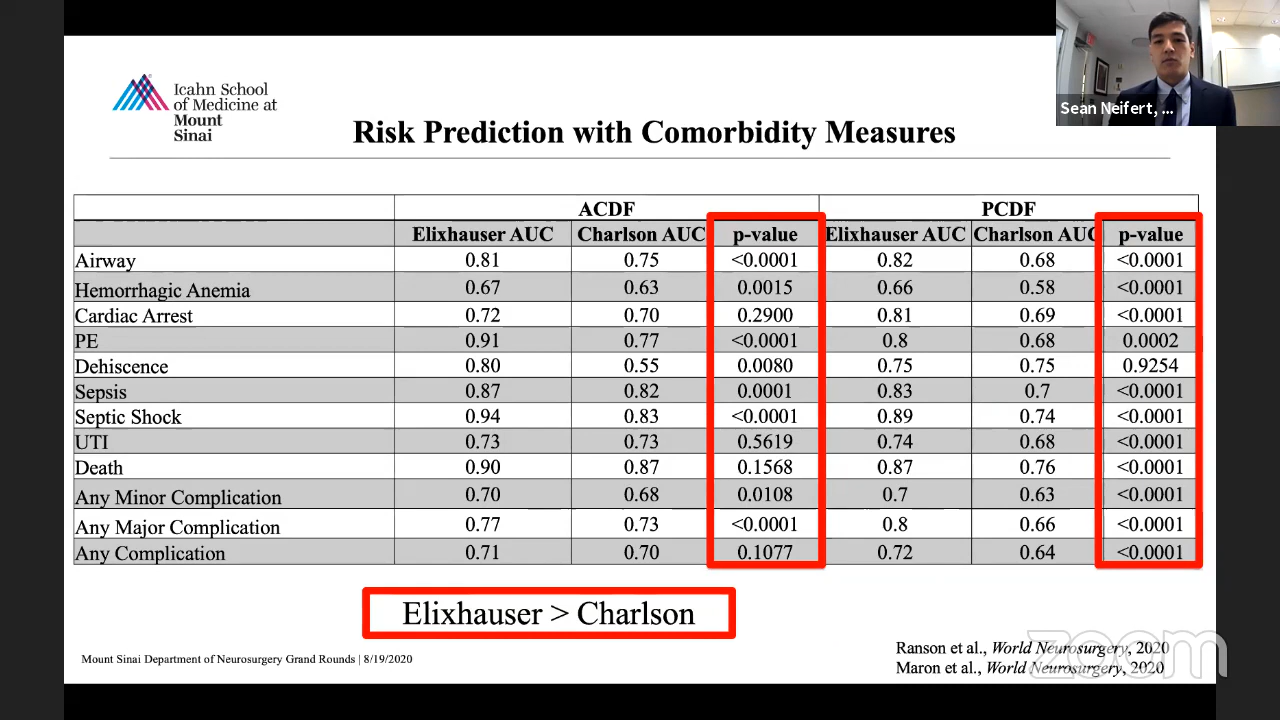 Icahn School
of Medicine at
Mount
Sinai
Sean Neifert, ...
Risk Prediction with Comorbidity Measures
ACDF PCDF
Elixhauser AUC Charlson AUC p-value Elixhauser AUC Charlson AUC p-value
Airway 0.81 0.75 <0.0001 0.82 0.68 <0.0001
Hemorrhagic Anemia 0.67 0.63 0.0015 0.66 0.58 <0.0001
Cardiac Arrest 0.72 0.70 0.2900 0.81 0.69 <0.0001
PE 0.91 0.77 <0.0001 0.8 0.68 0.0002
Dehiscence 0.80 0.55 0.0080 0.75 0.75 0.9254
Sepsis 0.87 0.82 0.0001 0.83 0.7 <0.0001
Septic Shock 0.94 0.83 <0.0001 0.89 0.74 <0.0001
UTI 0.73 0.73 0.5619 0.74 0.68 <0.0001
Death 0.90 0.87 0.1568 0.87 0.76 <0.0001
Any Minor Complication 0.70 0.68 0.0108 0.7 0.63 <0.0001
Any Major Complication 0.77 0.73 <0.0001 0.8 0.66 <0.0001
Any Complication 0.71 0.70 0.1077 0.72 0.64 <0.0001
Elixhauser > Charlson
Mount Sinai Department of Neurosurgery Grand Rounds | 8/19/2020
Ranson et al., World Neurosurgery, 2020
Maron et al., World Neurosurgery, 2020
zoom